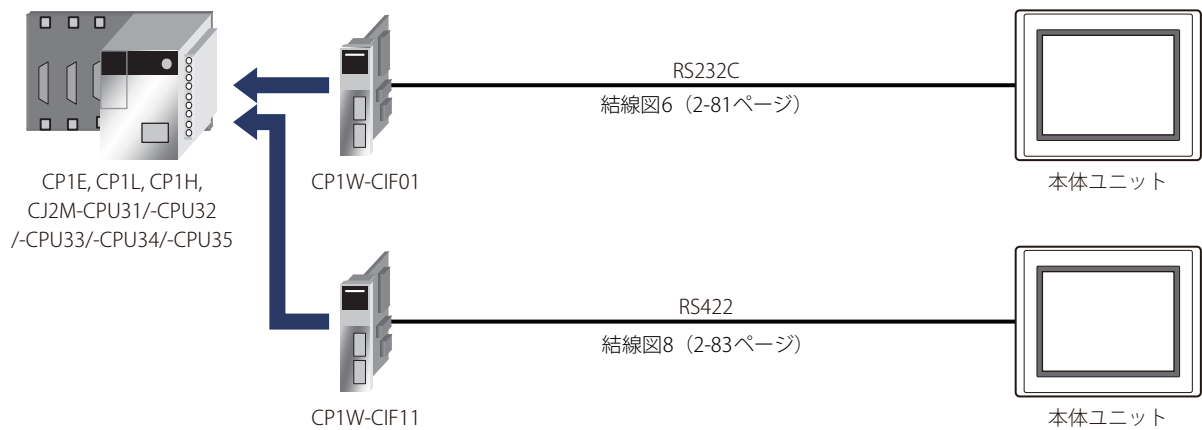 RS232C
結線図6（2-81ページ）
CP1E, CP1L, CP1H,
CJ2M-CPU31/-CPU32
/-CPU33/-CPU34/-CPU35
CP1W-CIF01
本体ユニット
RS422
結線図8（2-83ページ）
CP1W-CIF11
本体ユニット